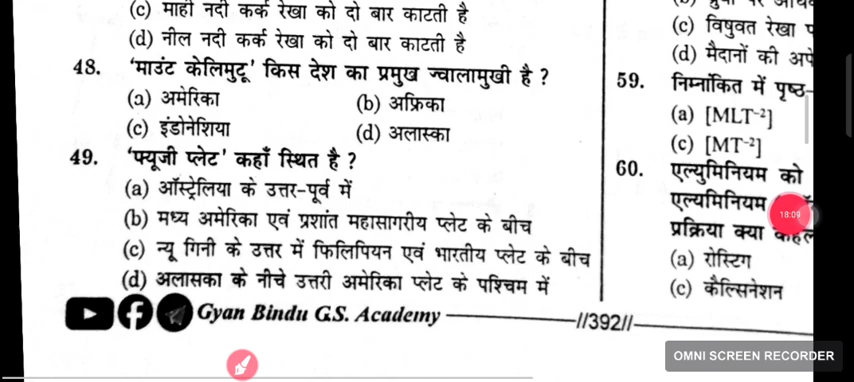 (c) माही नदी कर्क रेखा को दो बार काटती है
(d) नील नदी कर्क रेखा को दो बार काटती है
48. 'माउंट केलिमुटू' किस देश का प्रमुख ज्वालामुखी है ?
(a) अमेरिका (b) अफ्रिका
(c) इंडोनेशिया (d) अलास्का
49. 'फ्यूजी प्लेट' कहाँ स्थित है ?
(a) ऑस्ट्रेलिया के उत्तर-पूर्व में
(b) मध्य अमेरिका एवं प्रशांत महासागरीय प्लेट के बीच
(c) न्यू गिनी के उत्तर में फिलिपियन एवं भारतीय प्लेट के बीच
(d) अलासका के नीचे उत्तरी अमेरिका प्लेट के पश्चिम में
(c) विषुवत रेखा
(d) मैदानों की
59. निम्नांकित में पृष्ठ-
(a) [MLT⁻²]
(c) [MT⁻²]
60. एल्युमिनियम को
एल्यमिनियम
18:09
प्रक्रिया क्या
(a) रोस्टिग
(c) कैल्सिनेशन
Gyan Bindu G.S. Academy
//392//
OMNI SCREEN RECORDER